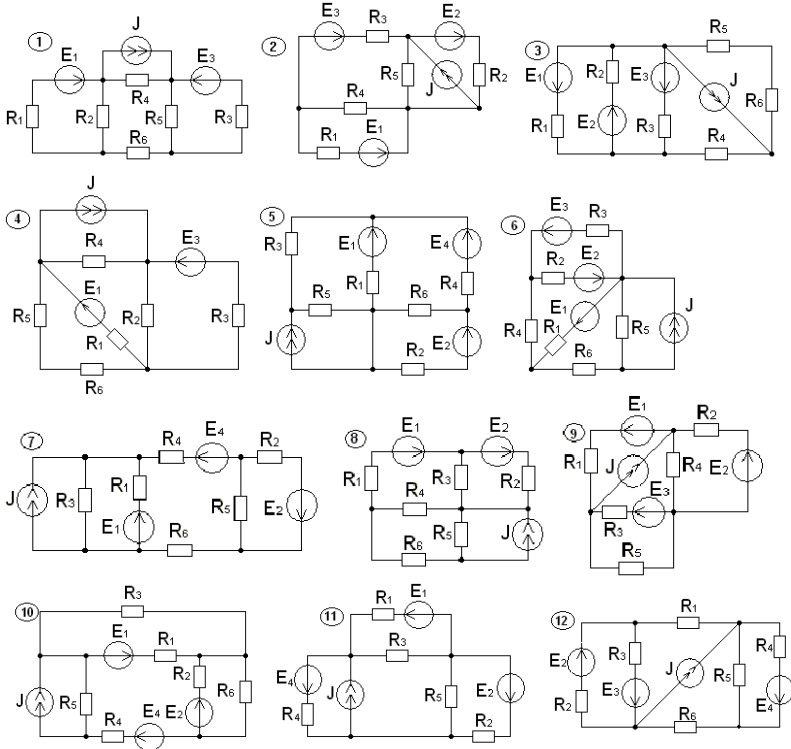 1 J E1 E3 R4 R1 R2 R5 R3 R6
2 E3 R3 E2 R5 J R2 R4 R1 E1
3 R5 E1 R2 E3 J R6 R1 E2 R3 R4
4 J R4 E3 E1 R5 R2 R3 R1 R6
5 R3 E1 E4 R5 R1 R6 R4 J E2 R2
6 E3 R3 R2 E2 E1 J R4 R1 R5 R6
7 R4 E4 R2 J R3 R1 R5 E2 E1 R6
8 E1 E2 R1 R3 R2 R4 R5 J R6
9 E1 R2 R1 J R4 E2 E3 R3 R5
10 R3 E1 R1 R2 J R5 R6 R4 E4 E2
11 R1 E1 R3 E4 J R5 E2 R4 R2
12 R1 E2 R3 J R4 R5 R2 E3 E4 R6